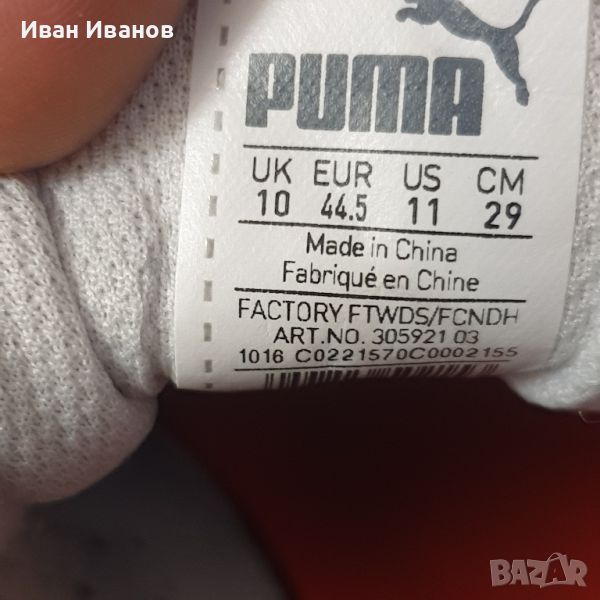 Иван Иванов
PUMA
UK EUR US CM
10 44.5 11 29
Made in China
Fabriqué en Chine
FACTORY FTWDS/FCNDH
ART.NO. 305921 03
1016 C0221570C0002155
BAZAR